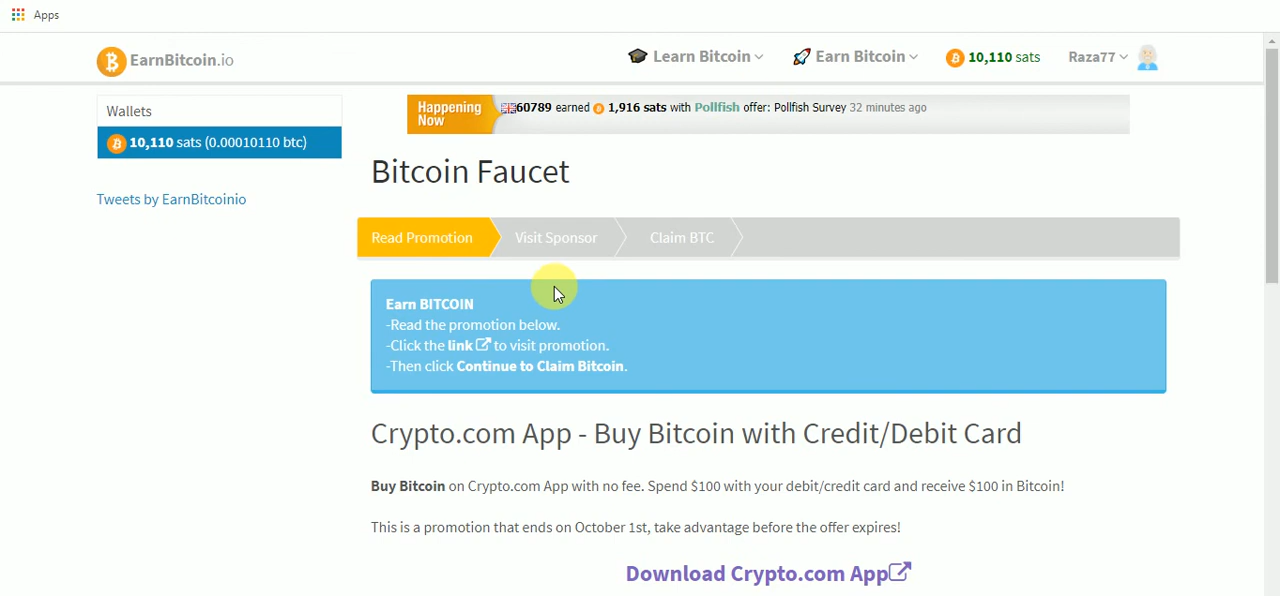 Apps
EarnBitcoin.io
Learn Bitcoin
Earn Bitcoin
10,110 sats
Raza77
Wallets
10,110 sats (0.00010110 btc)
Tweets by EarnBitcoinio
Happening Now
60789 earned 1,916 sats with Pollfish offer: Pollfish Survey 32 minutes ago
Bitcoin Faucet
Read Promotion
Visit Sponsor
Claim BTC
Earn BITCOIN
-Read the promotion below.
-Click the link to visit promotion.
-Then click Continue to Claim Bitcoin.
Crypto.com App - Buy Bitcoin with Credit/Debit Card
Buy Bitcoin on Crypto.com App with no fee. Spend $100 with your debit/credit card and receive $100 in Bitcoin!
This is a promotion that ends on October 1st, take advantage before the offer expires!
Download Crypto.com App